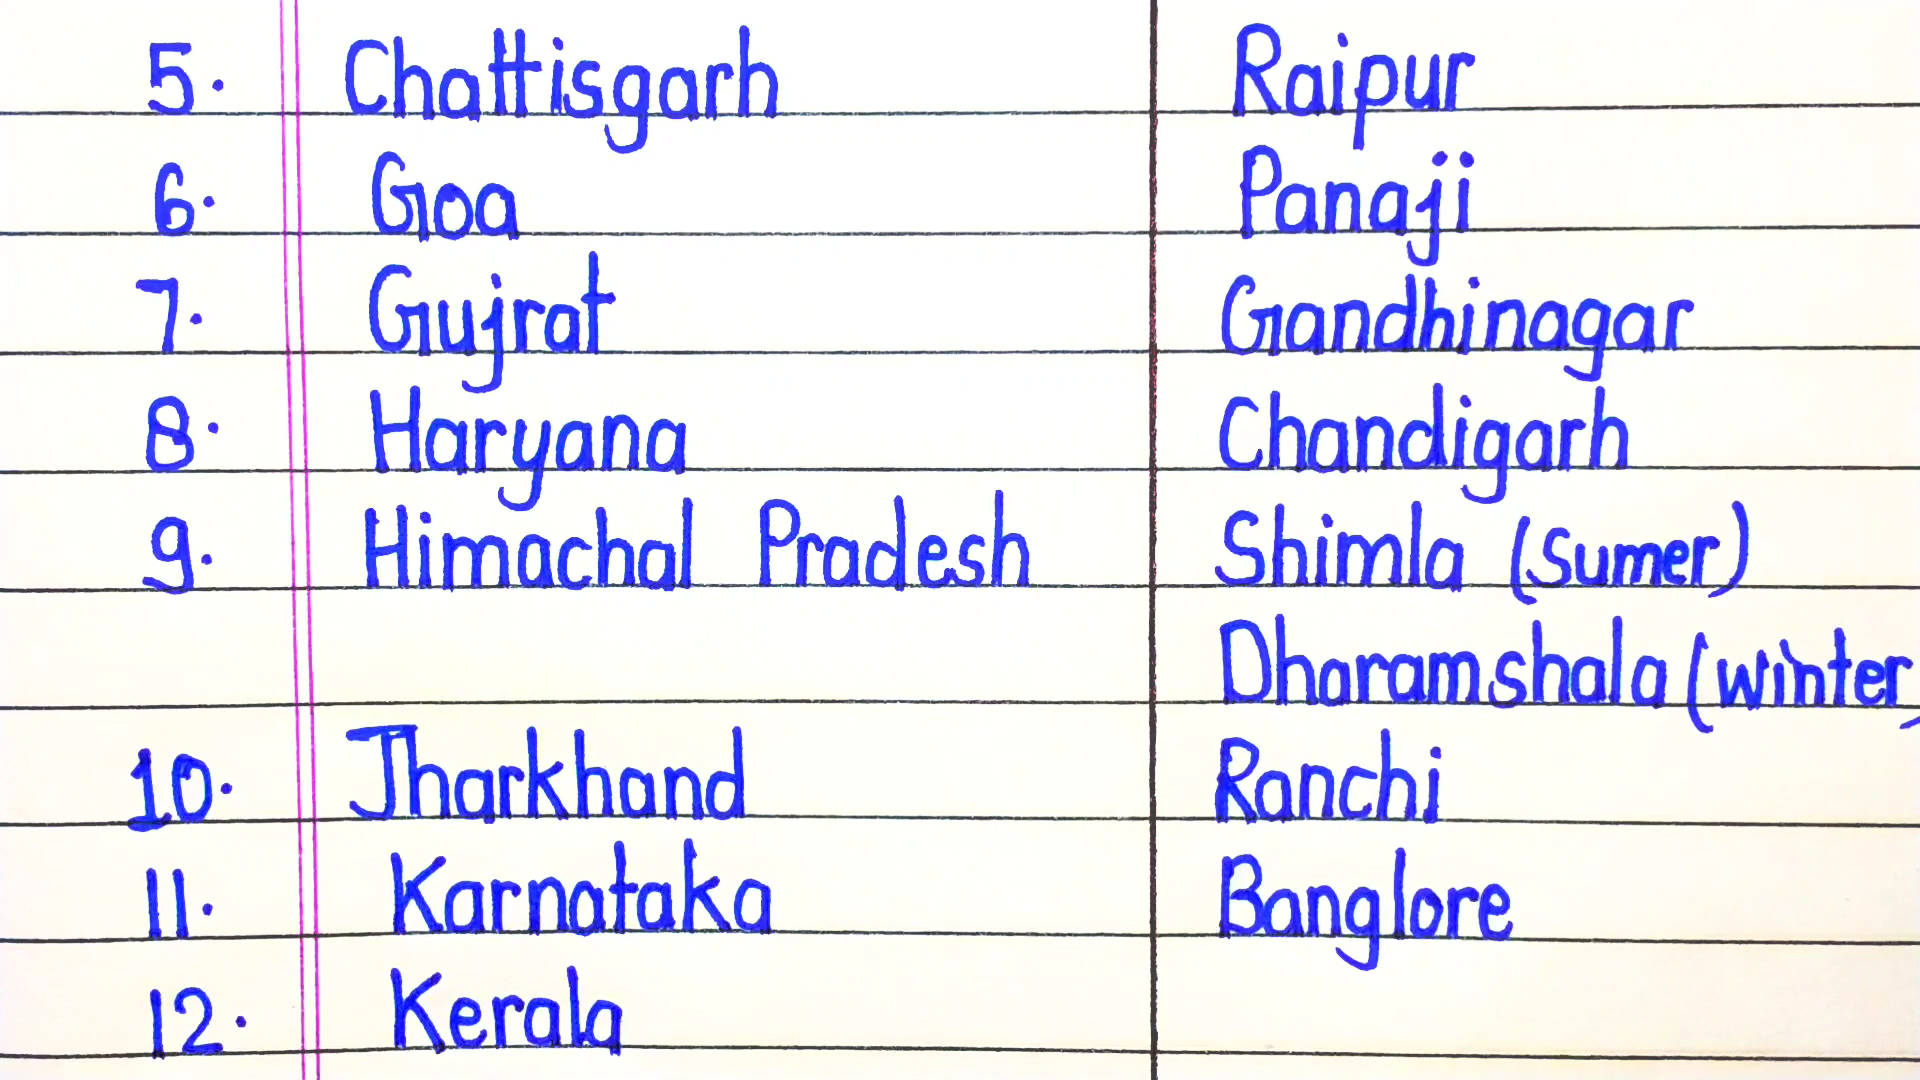 5. Chattisgarh Raipur
6. Goa Panaji
7. Gujrat Gandhinagar
8. Haryana Chandigarh
9. Himachal Pradesh Shimla (Sumer)
Dharamshala (Winter)
10. Jharkhand Ranchi
11. Karnataka Banglore
12. Kerala